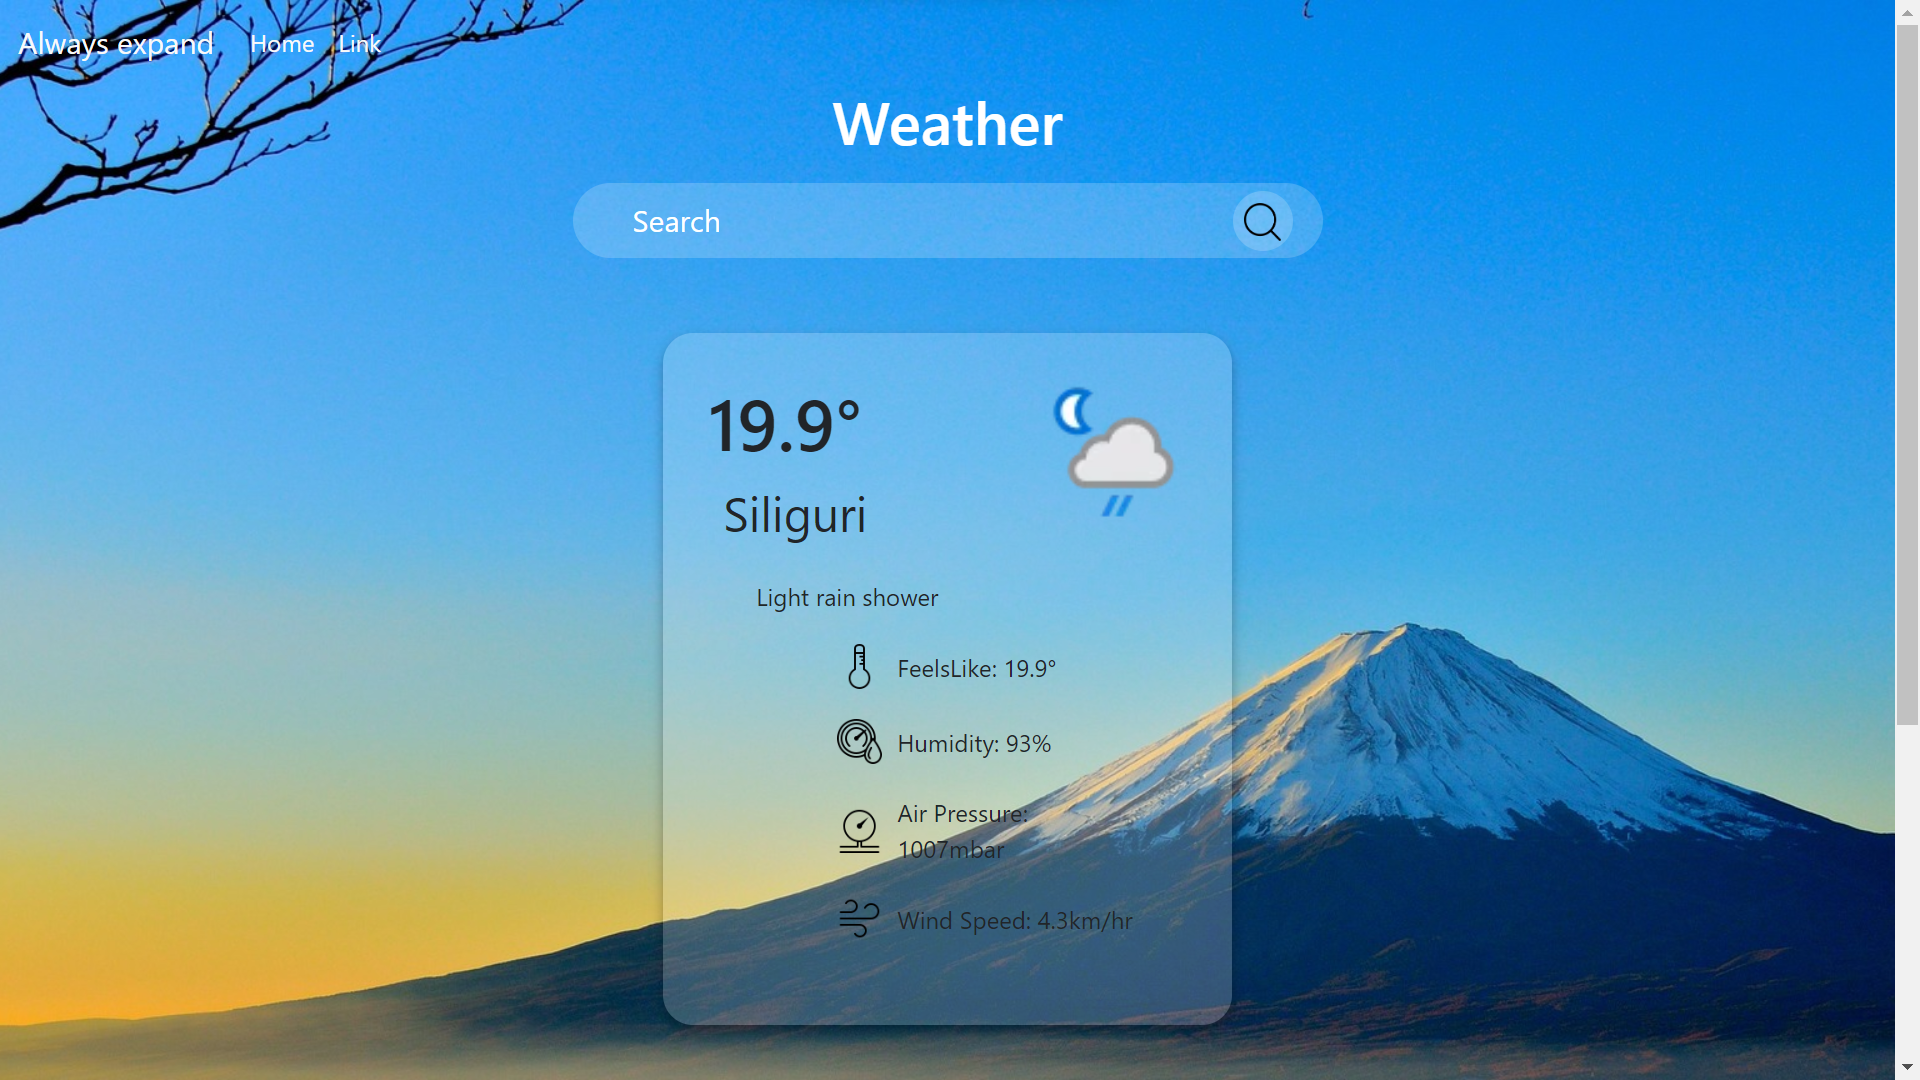 Always expand Home Link
Weather
Search
19.9°
Siliguri
Light rain shower
FeelsLike: 19.9°
Humidity: 93%
Air Pressure:
1007mbar
Wind Speed: 4.3km/hr